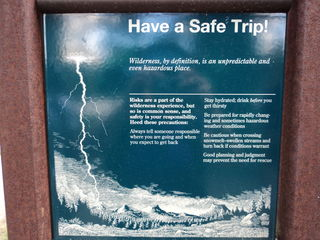 Have a Safe Trip!
Wilderness, by definition, is an unpredictable and
even hazardous place.
Risks are a part of the
wilderness experience, but
so is common sense, and
safety is your responsibility.
Heed these precautions:
Always tell someone responsible
where you are going and when
you expect to get back
Stay hydrated; drink before you
get thirsty
Be prepared for rapidly chang-
ing and sometimes hazardous
weather conditions
Be cautious when crossing
snowmelt-swollen streams and
turn back if conditions warrant
Good planning and judgment
may prevent the need for rescue